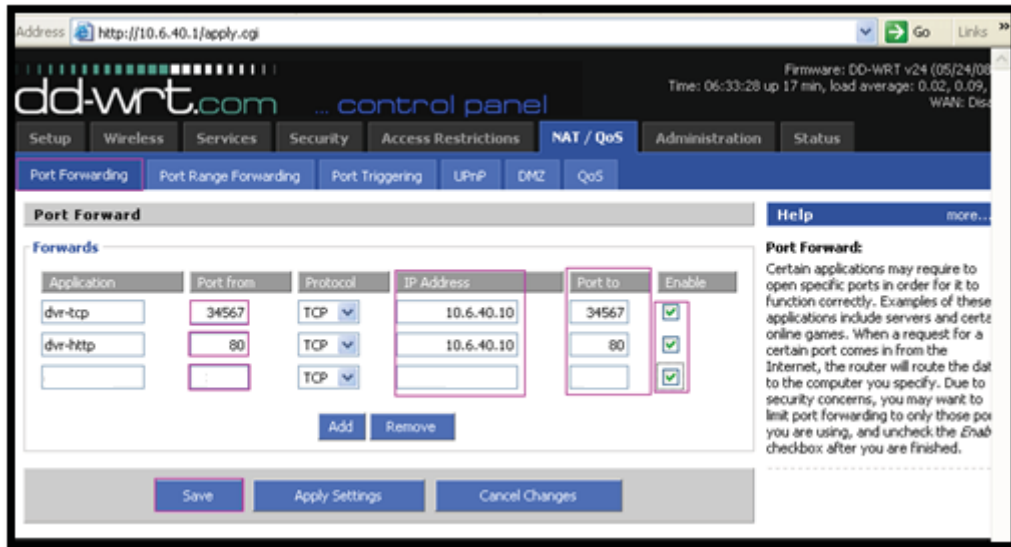 Address http://10.6.40.1/apply.cgi Go Links »
dd-wrt.com ... control panel
Firmware: DD-WRT v24 (05/24/08
Time: 06:33:28 up 17 min, load average: 0.02, 0.09,
WAN: Disa
Setup Wireless Services Security Access Restrictions NAT / QoS Administration Status
Port Forwarding Port Range Forwarding Port Triggering UPnP DMZ QoS
Port Forward
Forwards
Application Port from Protocol IP Address Port to Enable
dvr-tcp 34567 TCP 10.6.40.10 34567
dvr-http 80 TCP 10.6.40.10 80
TCP
Add Remove
Save Apply Settings Cancel Changes
Help more...
Port Forward:
Certain applications may require to
open specific ports in order for it to
function correctly. Examples of these
applications include servers and certa
online games. When a request for a
certain port comes in from the
Internet, the router will route the dat
to the computer you specify. Due to
security concerns, you may want to
limit port forwarding to only those por
you are using, and uncheck the Enab
checkbox after you are finished.